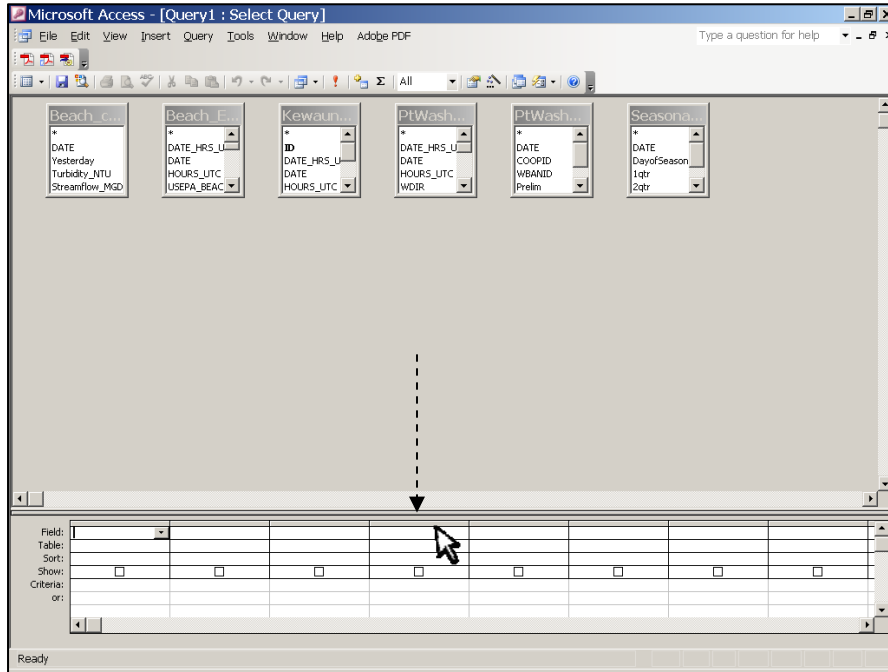 Microsoft Access - [Query1 : Select Query]
File Edit View Insert Query Tools Window Help Adobe PDF Type a question for help
All
Beach_c... Beach_E... Kewaun... PtWash... PtWash... Seasona...
* * * * * *
DATE DATE_HRS_U ID DATE_HRS_U DATE DATE
Yesterday DATE DATE_HRS_U DATE COOPID DayofSeason
Turbidity_NTU HOURS_UTC DATE HOURS_UTC WBANID 1qtr
Streamflow_MGD USEPA_BEAC HOURS_UTC WDIR Prelim 2qtr
Field:
Table:
Sort:
Show:
Criteria:
or:
Ready